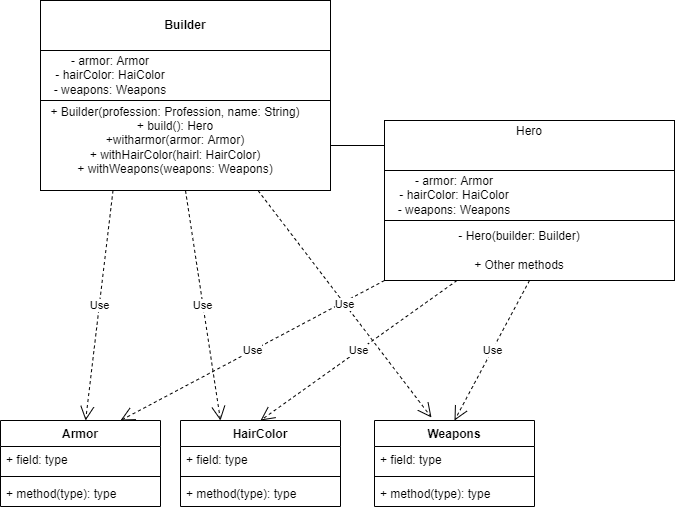 Builder
- armor: Armor
- hairColor: HaiColor
- weapons: Weapons
+ Builder(profession: Profession, name: String)
+ build(): Hero
+witharmor(armor: Armor)
+ withHairColor(hairl: HairColor)
+ withWeapons(weapons: Weapons)
Hero
- armor: Armor
- hairColor: HaiColor
- weapons: Weapons
- Hero(builder: Builder)
+ Other methods
Use
Use
Use
Use
Use
Use
Armor
+ field: type
+ method(type): type
HairColor
+ field: type
+ method(type): type
Weapons
+ field: type
+ method(type): type